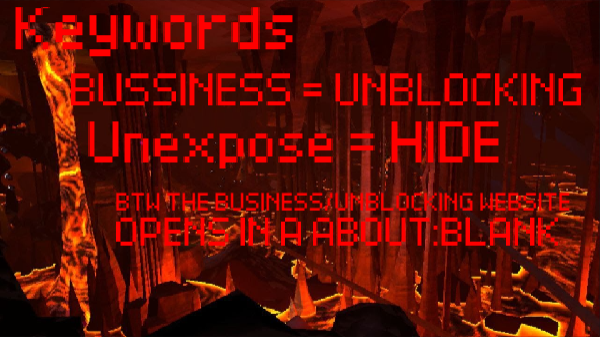 Keywords
BUSSINESS = UNBLOCKING
Unexpose = HIDE
BTW THE BUSINESS/UNBLOCKING WEBSITE
OPENS IN A ABOUT:BLANK